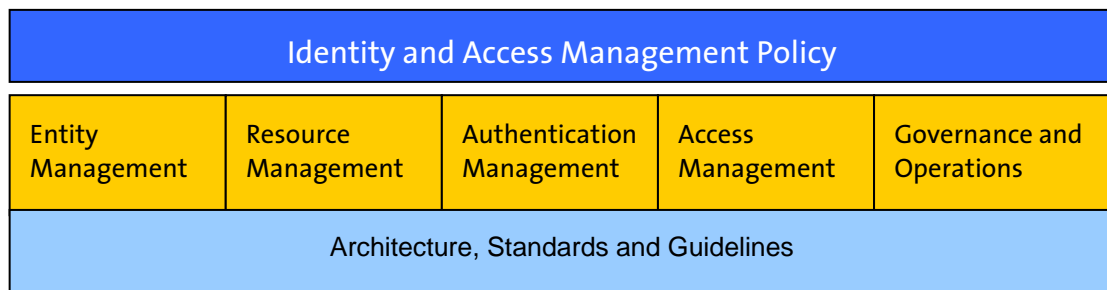 Identity and Access Management Policy
Entity
Management
Resource
Management
Authentication
Management
Access
Management
Governance and
Operations
Architecture, Standards and Guidelines